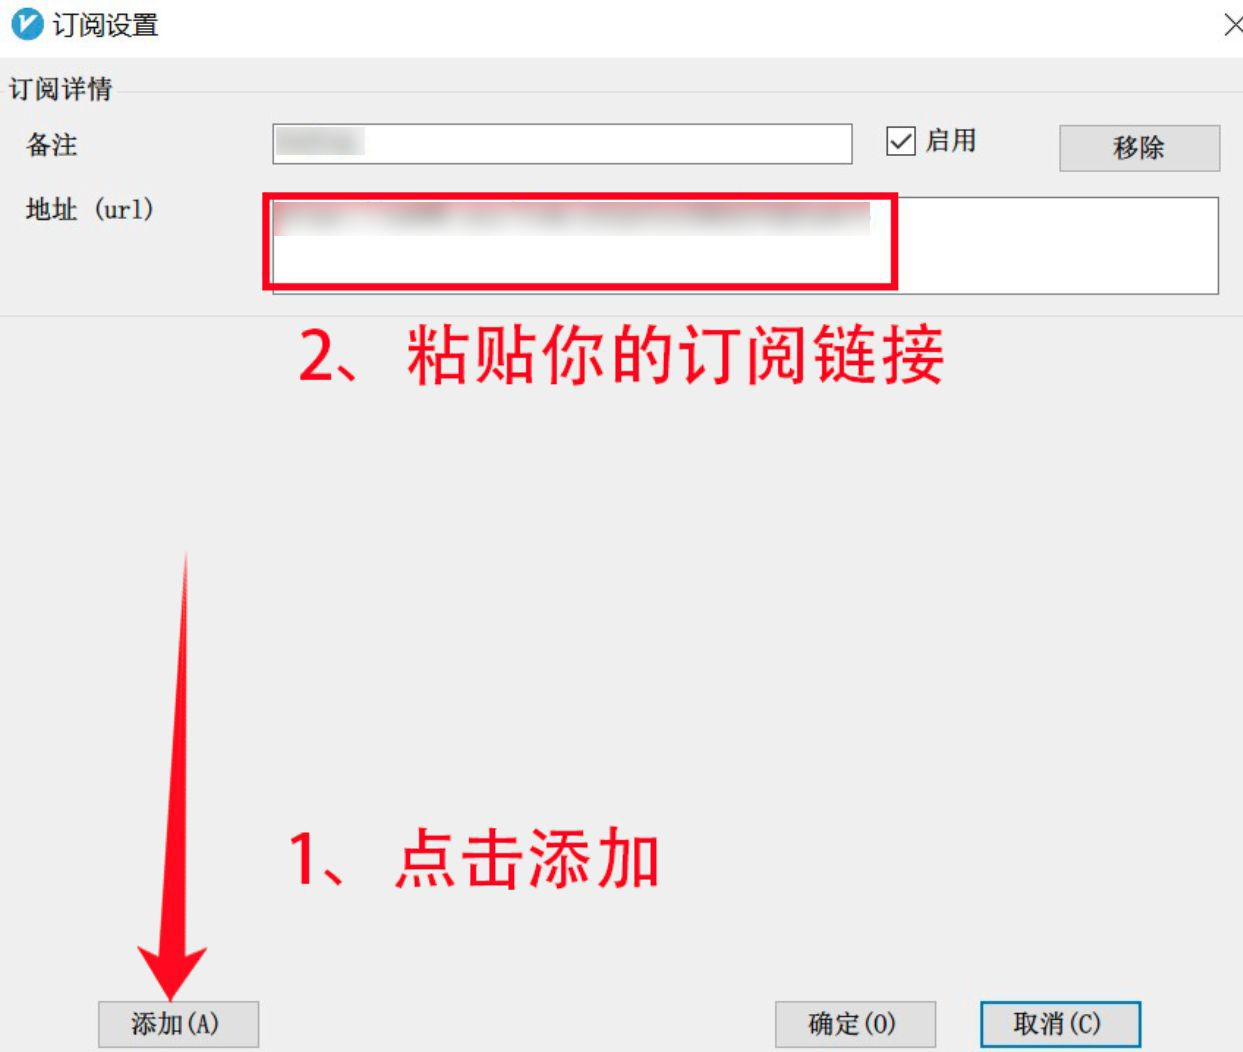 订阅设置
订阅详情
备注
启用
移除
地址 (url)
2、 粘贴你的订阅链接
1、 点击添加
添加(A)
确定(O)
取消(C)